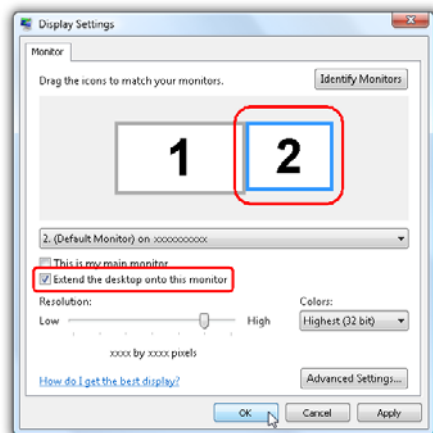 Display Settings
Monitor
Drag the icons to match your monitors.
Identify Monitors
1
2
2. (Default Monitor) on xxxxxxxxxx
This is my main monitor
Extend the desktop onto this monitor
Resolution:
Colors:
Low
High
Highest (32 bit)
xxxx by xxxx pixels
How do I get the best display?
Advanced Settings...
OK
Cancel
Apply